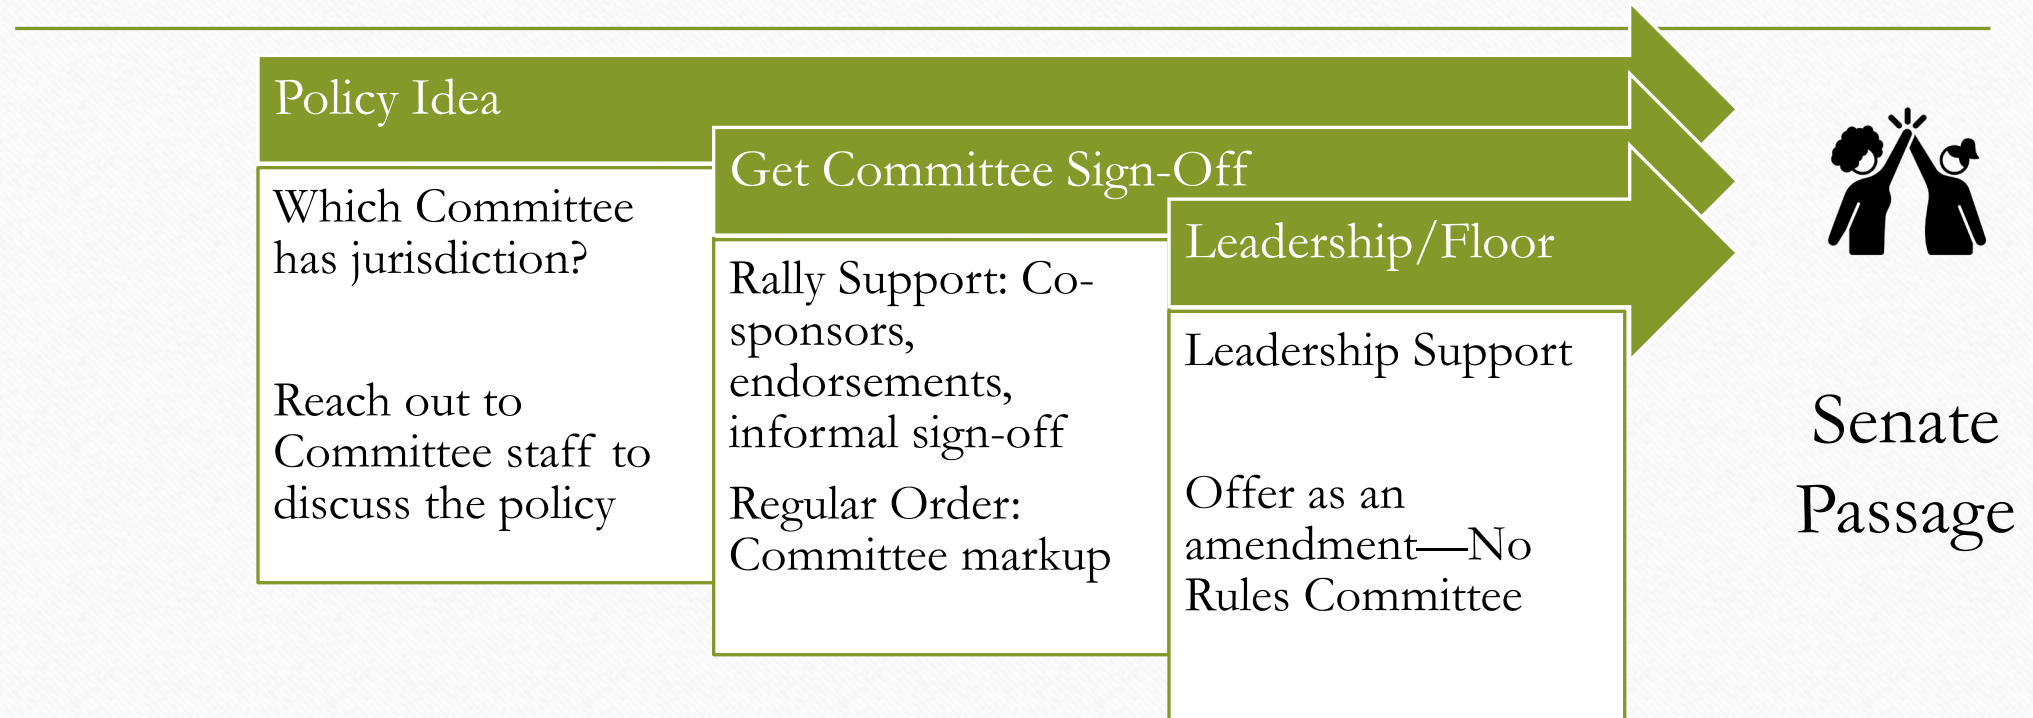 Policy Idea
Which Committee
has jurisdiction?
Reach out to
Committee staff to
discuss the policy
Get Committee Sign-Off
Rally Support: Co-
sponsors,
endorsements,
informal sign-off
Regular Order:
Committee markup
Leadership/Floor
Leadership Support
Offer as an
amendment—No
Rules Committee
Senate
Passage